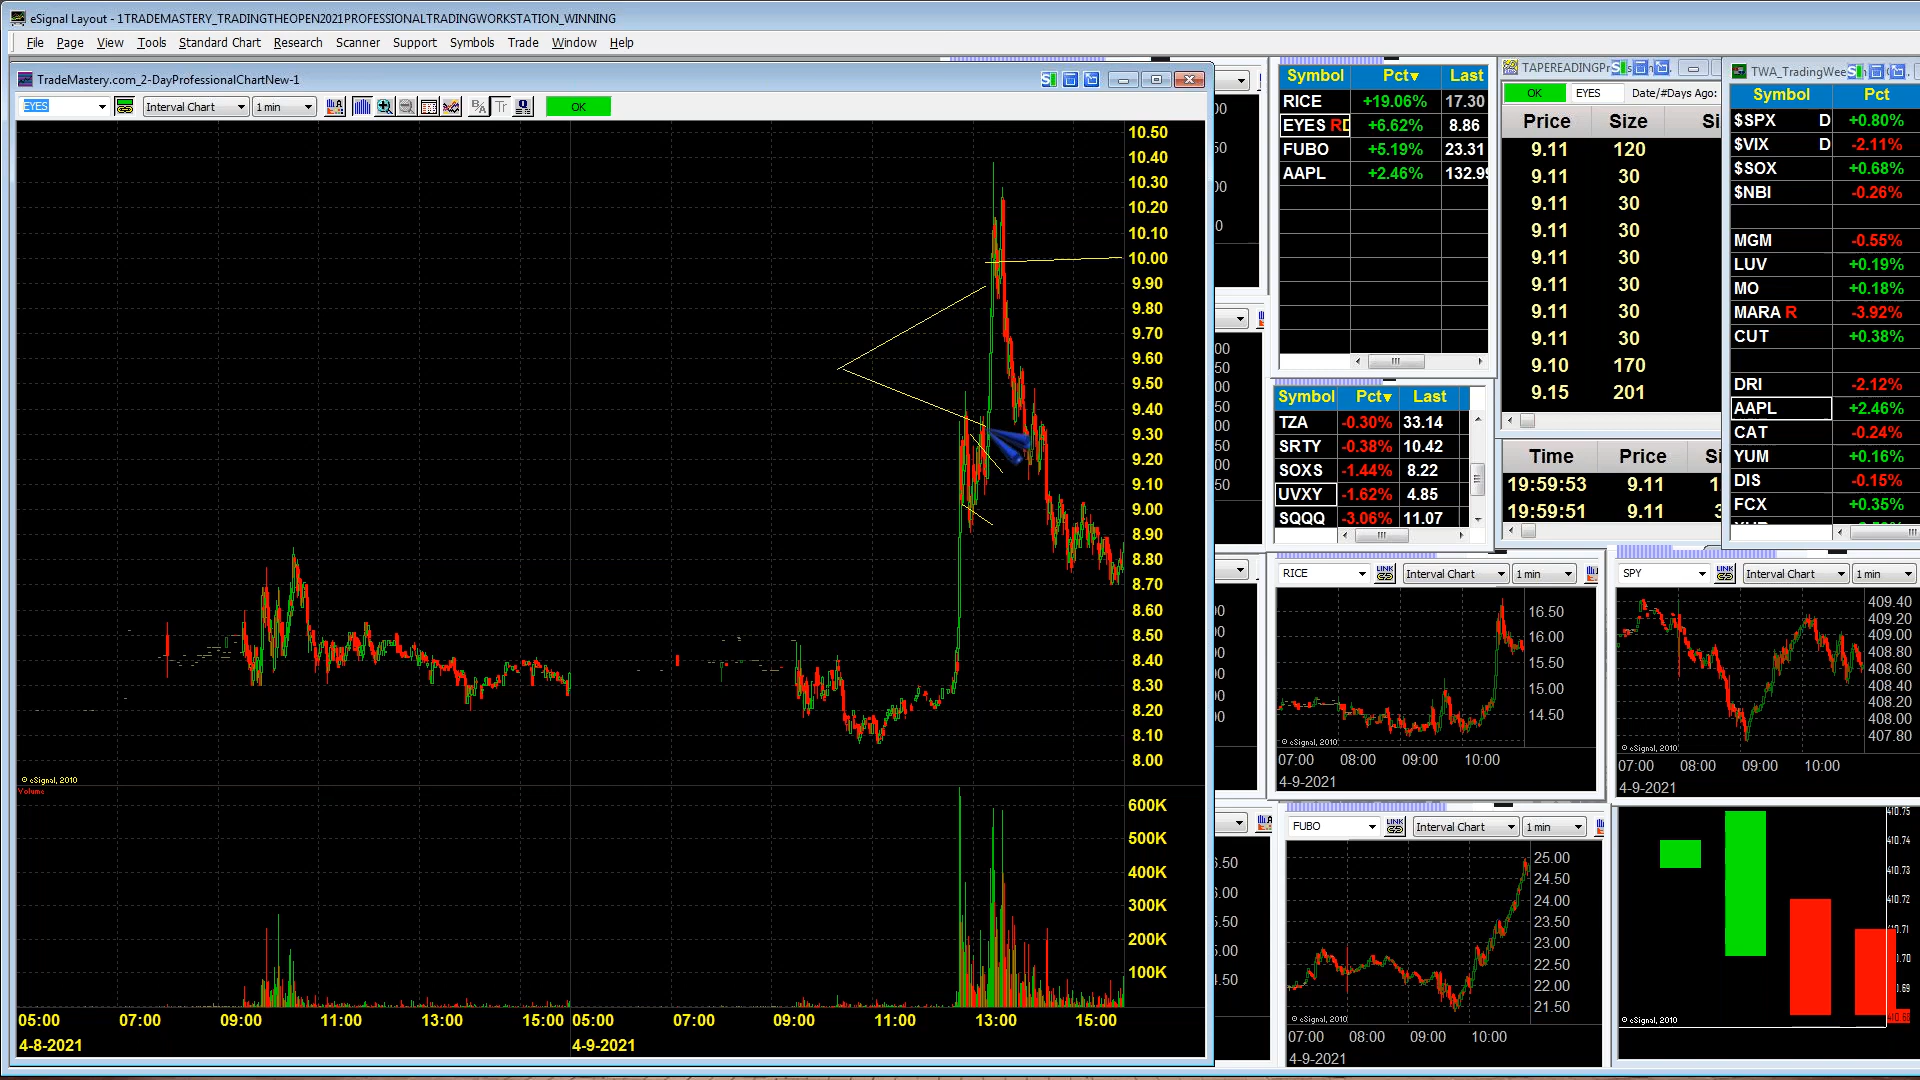 eSignal Layout - 1TRADEMASTERY_TRADINGTHEOPEN2021PROFESSIONALTRADINGWORKSTATION_WINNING
File Page View Tools Standard Chart Research Scanner Support Symbols Trade Window Help
TradeMastery.com_2-DayProfessionalChartNew-1
EYES Interval Chart 1 min OK
10.50
10.40
10.30
10.20
10.10
10.00
9.90
9.80
9.70
9.60
9.50
9.40
9.30
9.20
9.10
9.00
8.90
8.80
8.70
8.60
8.50
8.40
8.30
8.20
8.10
8.00
© eSignal, 2010
Volume
600K
500K
400K
300K
200K
100K
05:00 07:00 09:00 11:00 13:00 15:00 05:00 07:00 09:00 11:00 13:00 15:00
4-8-2021 4-9-2021
Symbol Pct Last
RICE +19.06% 17.30
EYES R +6.62% 8.86
FUBO +5.19% 23.31
AAPL +2.46% 132.99
Symbol Pct Last
TZA -0.30% 33.14
SRTY -0.38% 10.42
SOXS -1.44% 8.22
UVXY -1.62% 4.85
SQQQ -3.06% 11.07
OK EYES Date/#Days Ago:
Price Size
9.11 120
9.11 30
9.11 30
9.11 30
9.11 30
9.11 30
9.11 30
9.11 30
9.10 170
9.15 201
Time Price
19:59:53 9.11
19:59:51 9.11
TWA_TradingWee
Symbol Pct
$SPX D +0.80%
$VIX D -2.11%
$SOX +0.68%
$NBI -0.26%
MGM -0.55%
LUV +0.19%
MO +0.18%
MARA R -3.92%
CUT +0.38%
DRI -2.12%
AAPL +2.46%
CAT -0.24%
YUM +0.16%
DIS -0.15%
FCX +0.35%
RICE LINK Interval Chart 1 min
16.50
16.00
15.50
15.00
14.50
© eSignal, 2010
07:00 08:00 09:00 10:00
4-9-2021
SPY LINK Interval Chart 1 min
409.40
409.20
409.00
408.80
408.60
408.40
408.20
408.00
407.80
© eSignal, 2010
07:00 08:00 09:00 10:00
4-9-2021
FUBO LINK Interval Chart 1 min
25.00
24.50
24.00
23.50
23.00
22.50
22.00
21.50
© eSignal, 2010
07:00 08:00 09:00 10:00
4-9-2021
© eSignal, 2010